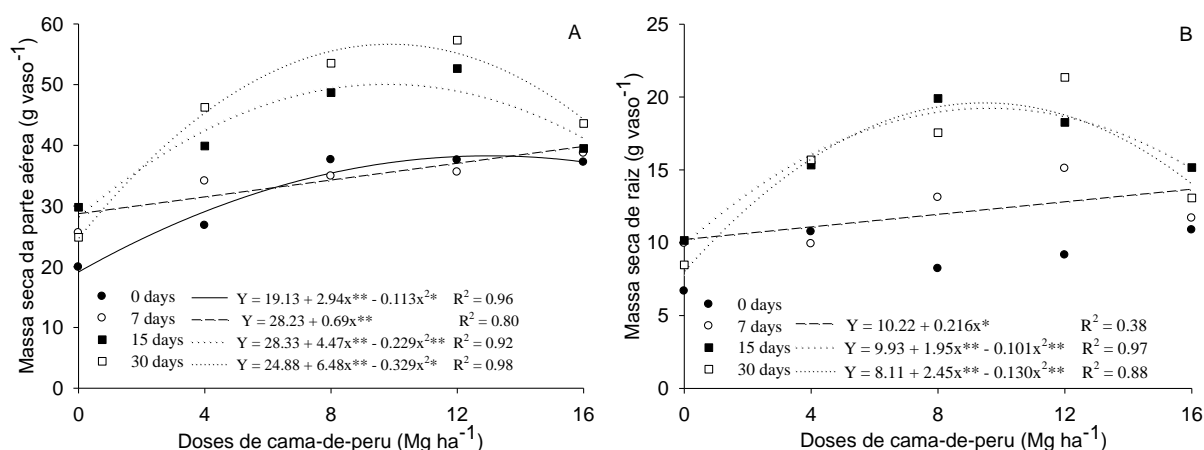 A
Massa seca da parte aérea (g vaso⁻¹)
60
50
40
30
20
10
0
0 days Y = 19.13 + 2.94x** - 0.113x²* R² = 0.96
7 days Y = 28.23 + 0.69x** R² = 0.80
15 days Y = 28.33 + 4.47x** - 0.229x²** R² = 0.92
30 days Y = 24.88 + 6.48x** - 0.329x²* R² = 0.98
0 4 8 12 16
Doses de cama-de-peru (Mg ha⁻¹)
B
Massa seca de raiz (g vaso⁻¹)
25
20
15
10
5
0
0 days
7 days Y = 10.22 + 0.216x* R² = 0.38
15 days Y = 9.93 + 1.95x** - 0.101x²** R² = 0.97
30 days Y = 8.11 + 2.45x** - 0.130x²** R² = 0.88
0 4 8 12 16
Doses de cama-de-peru (Mg ha⁻¹)